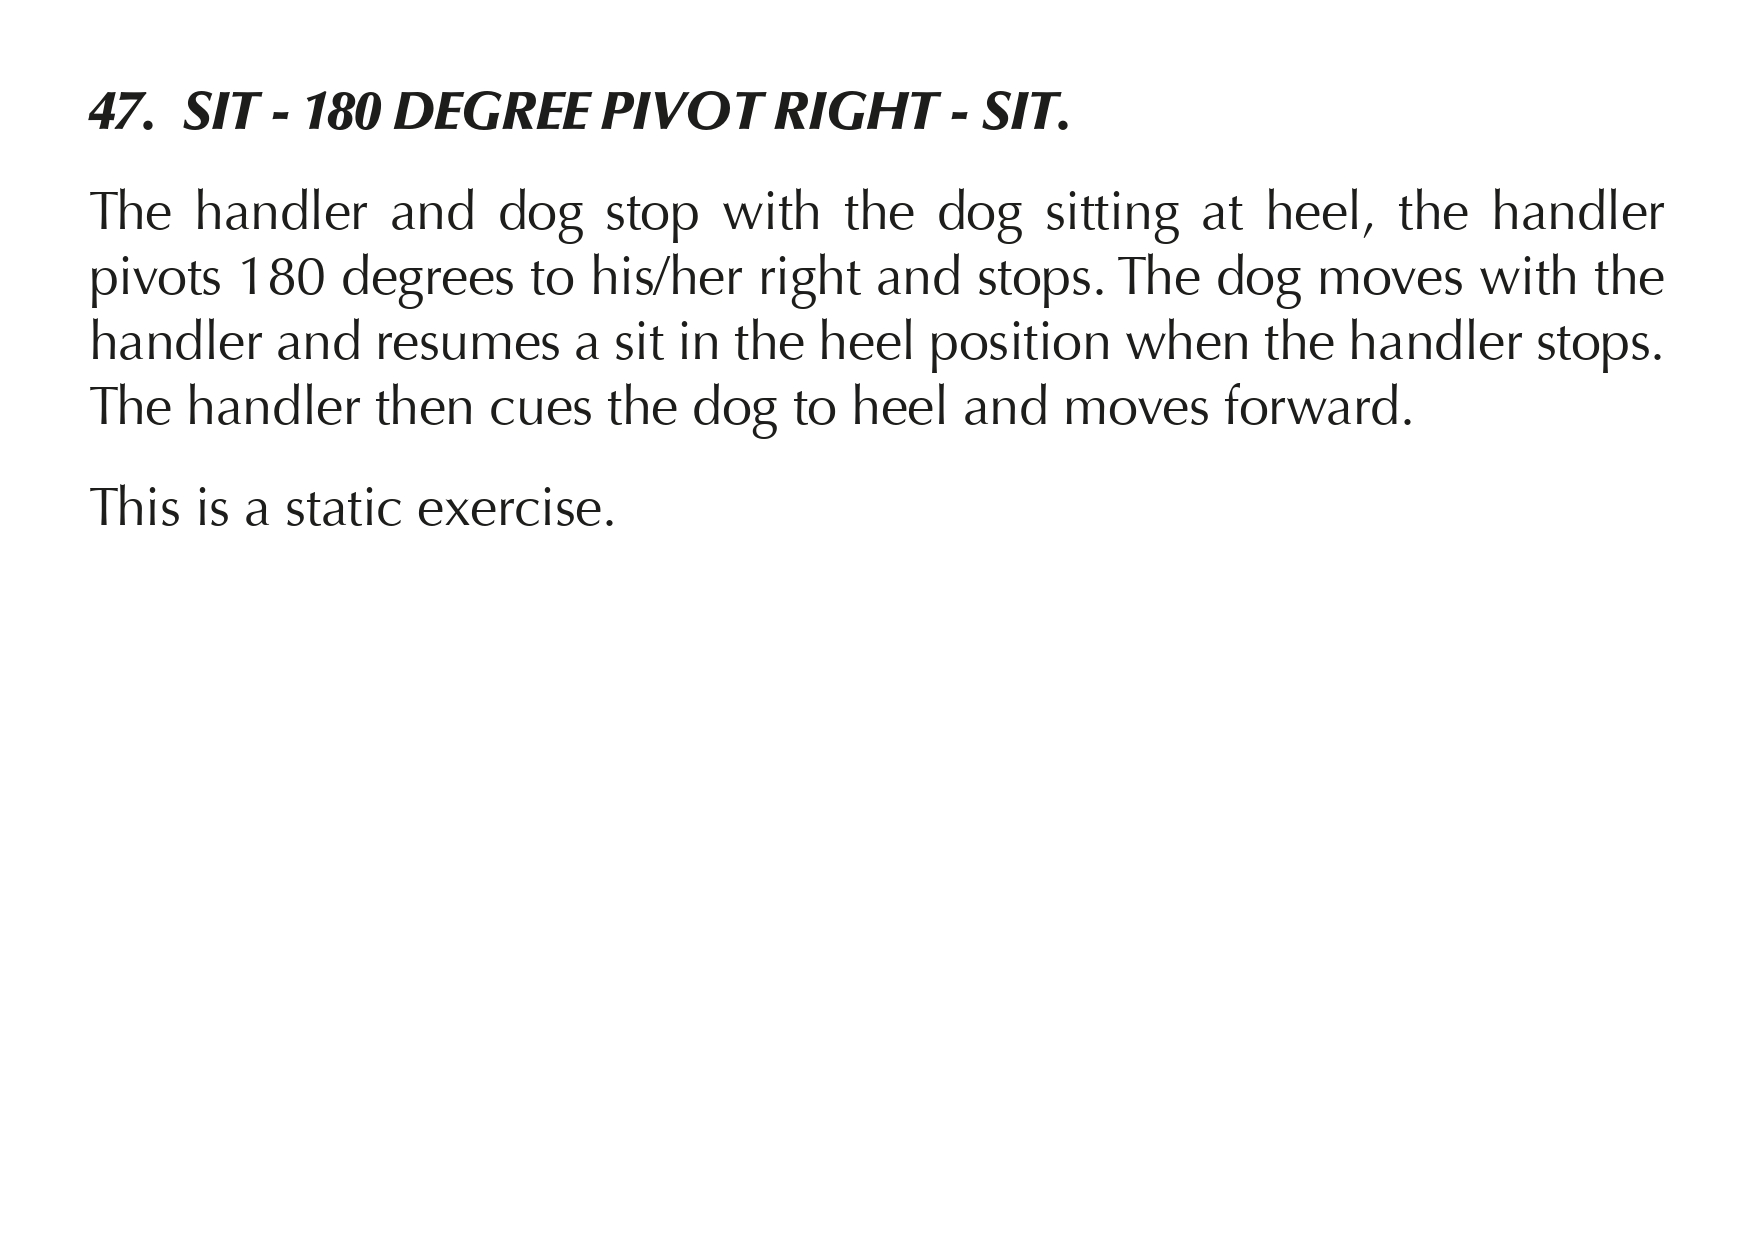 47.  SIT - 180 DEGREE PIVOT RIGHT - SIT.
The handler and dog stop with the dog sitting at heel, the handler
pivots 180 degrees to his/her right and stops. The dog moves with the
handler and resumes a sit in the heel position when the handler stops.
The handler then cues the dog to heel and moves forward.
This is a static exercise.